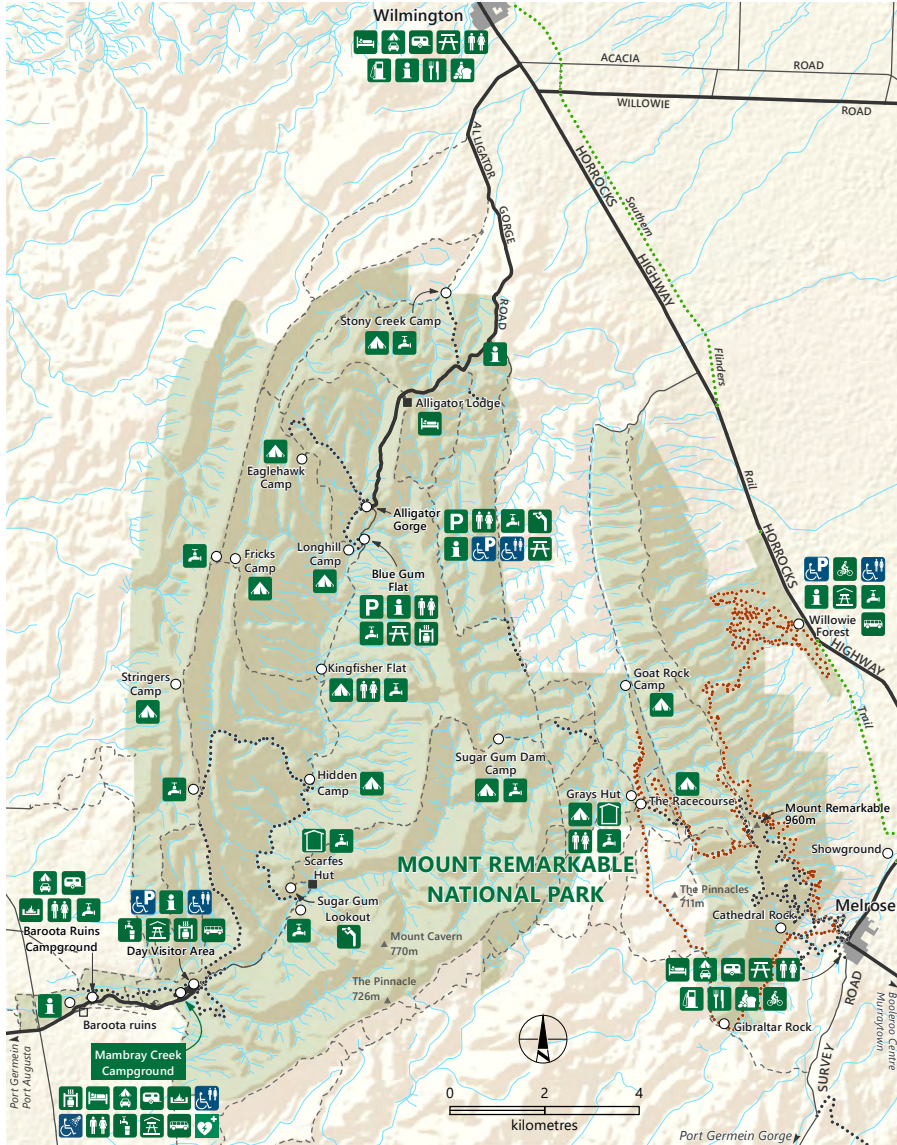 Wilmington
ACACIA
ROAD
WILLOWIE
ROAD
ALLIGATOR
GORGE
ROAD
HORROCKS
HIGHWAY
Southern
Flinders
Rail
Trail
Stony Creek Camp
i
Alligator Lodge
Eaglehawk
Camp
Alligator
Gorge
P
i
P
Fricks
Camp
Longhill
Camp
Blue Gum
Flat
P
i
HORROCKS
HIGHWAY
P
i
Willowie
Forest
Stringers
Camp
Kingfisher Flat
Goat Rock
Camp
Sugar Gum Dam
Camp
Hidden
Camp
Grays Hut
The Racecourse
Mount Remarkable
960m
Scarfes
Hut
MOUNT REMARKABLE
NATIONAL PARK
Showground
Sugar Gum
Lookout
The Pinnacles
711m
Melrose
Cathedral Rock
Baroota Ruins
Campground
P
i
Day Visitor Area
Mount Cavern
770m
The Pinnacle
726m
i
Baroota ruins
Gibraltar Rock
Mambray Creek
Campground
Port Germein
Port Augusta
SURVEY
ROAD
Booleroo Centre
Murraytown
0
2
4
kilometres
Port Germein Gorge